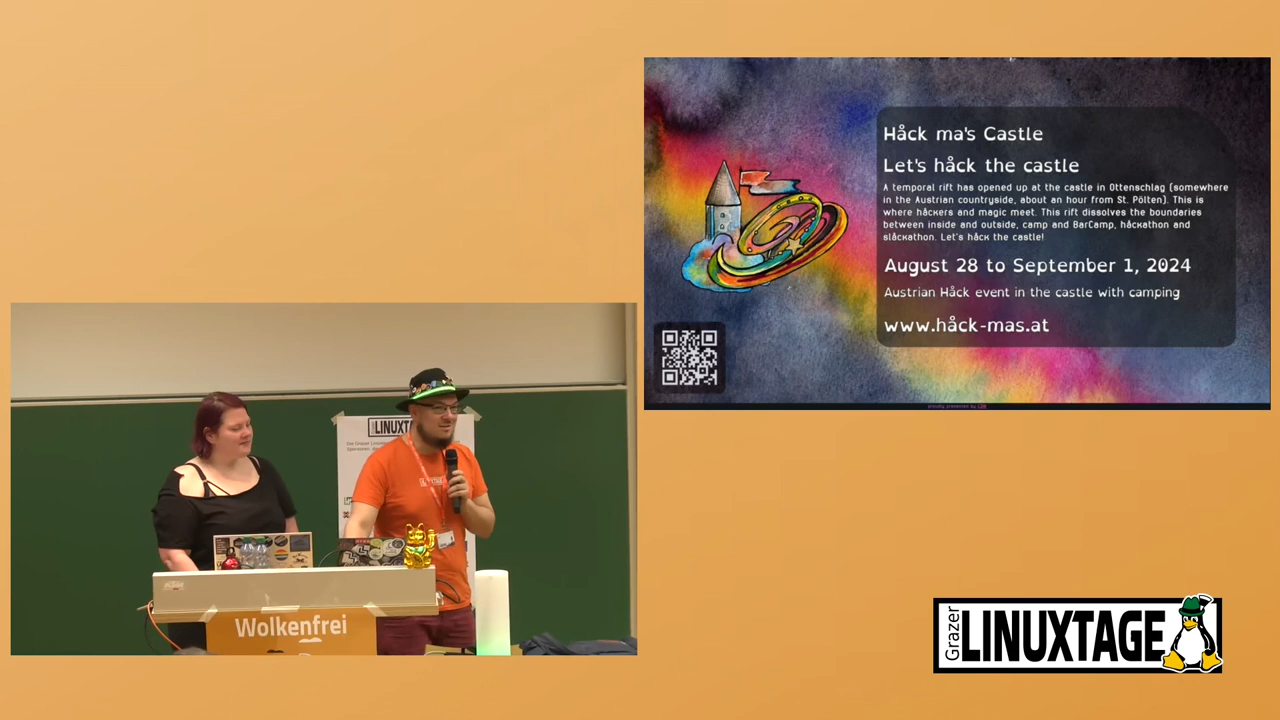 Håck ma's Castle
Let's håck the castle
A temporal rift has opened up at the castle in Ottenschlag (somewhere
in the Austrian countryside, about an hour from St. Pölten). This is
where håckers and magic meet. This rift dissolves the boundaries
between inside and outside, camp and BarCamp, håckathon and
slåckathon. Let's håck the castle!
August 28 to September 1, 2024
Austrian Håck event in the castle with camping
www.håck-mas.at
LINUXTA
Wolkenfrei
Grazer
LINUXTAGE